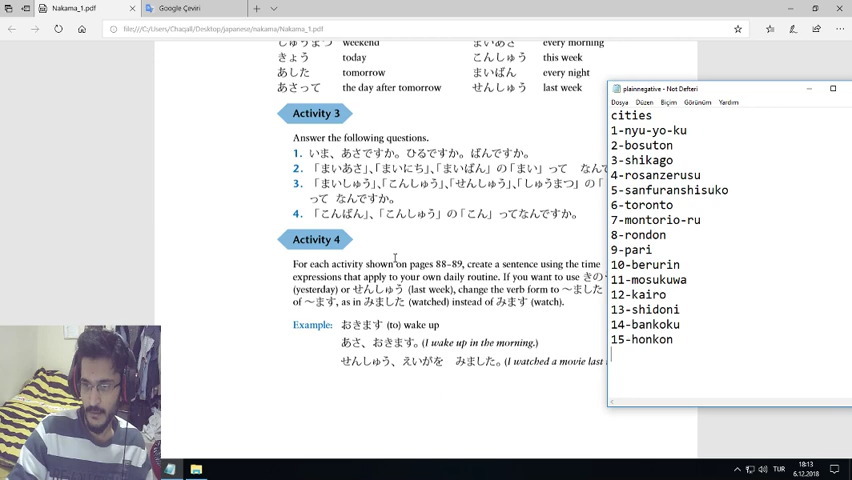 Nakama_1.pdf
Google Çeviri
file:///C:/Users/Chaqall/Desktop/japanese/nakama/Nakama_1.pdf
しゅうまつ weekend まいあさ every morning
きょう today こんしゅう this week
あした tomorrow まいばん every night
あさって the day after tomorrow せんしゅう last week
Activity 3
Answer the following questions.
1. いま、あさですか。ひるですか。ばんですか。
2. 「まいあさ」、「まいにち」、「まいばん」の「まい」って なんで
3. 「まいしゅう」、「こんしゅう」、「せんしゅう」、「しゅうまつ」の「
って なんですか。
4. 「こんばん」、「こんしゅう」の「こん」ってなんですか。
Activity 4
For each activity shown on pages 88–89, create a sentence using the time
expressions that apply to your own daily routine. If you want to use きの
(yesterday) or せんしゅう (last week), change the verb form to ～ました
of ～ます, as in みました (watched) instead of みます (watch).
Example: おきます (to) wake up
あさ、おきます。(I wake up in the morning.)
せんしゅう、えいがを みました。(I watched a movie last
plainnegative - Not Defteri
Dosya Düzen Biçim Görünüm Yardım
cities
1-nyu-yo-ku
2-bosuton
3-shikago
4-rosanzerusu
5-sanfuranshisuko
6-toronto
7-montorio-ru
8-rondon
9-pari
10-berurin
11-mosukuwa
12-kairo
13-shidoni
14-bankoku
15-honkon
TUR
18:13
6.12.2018